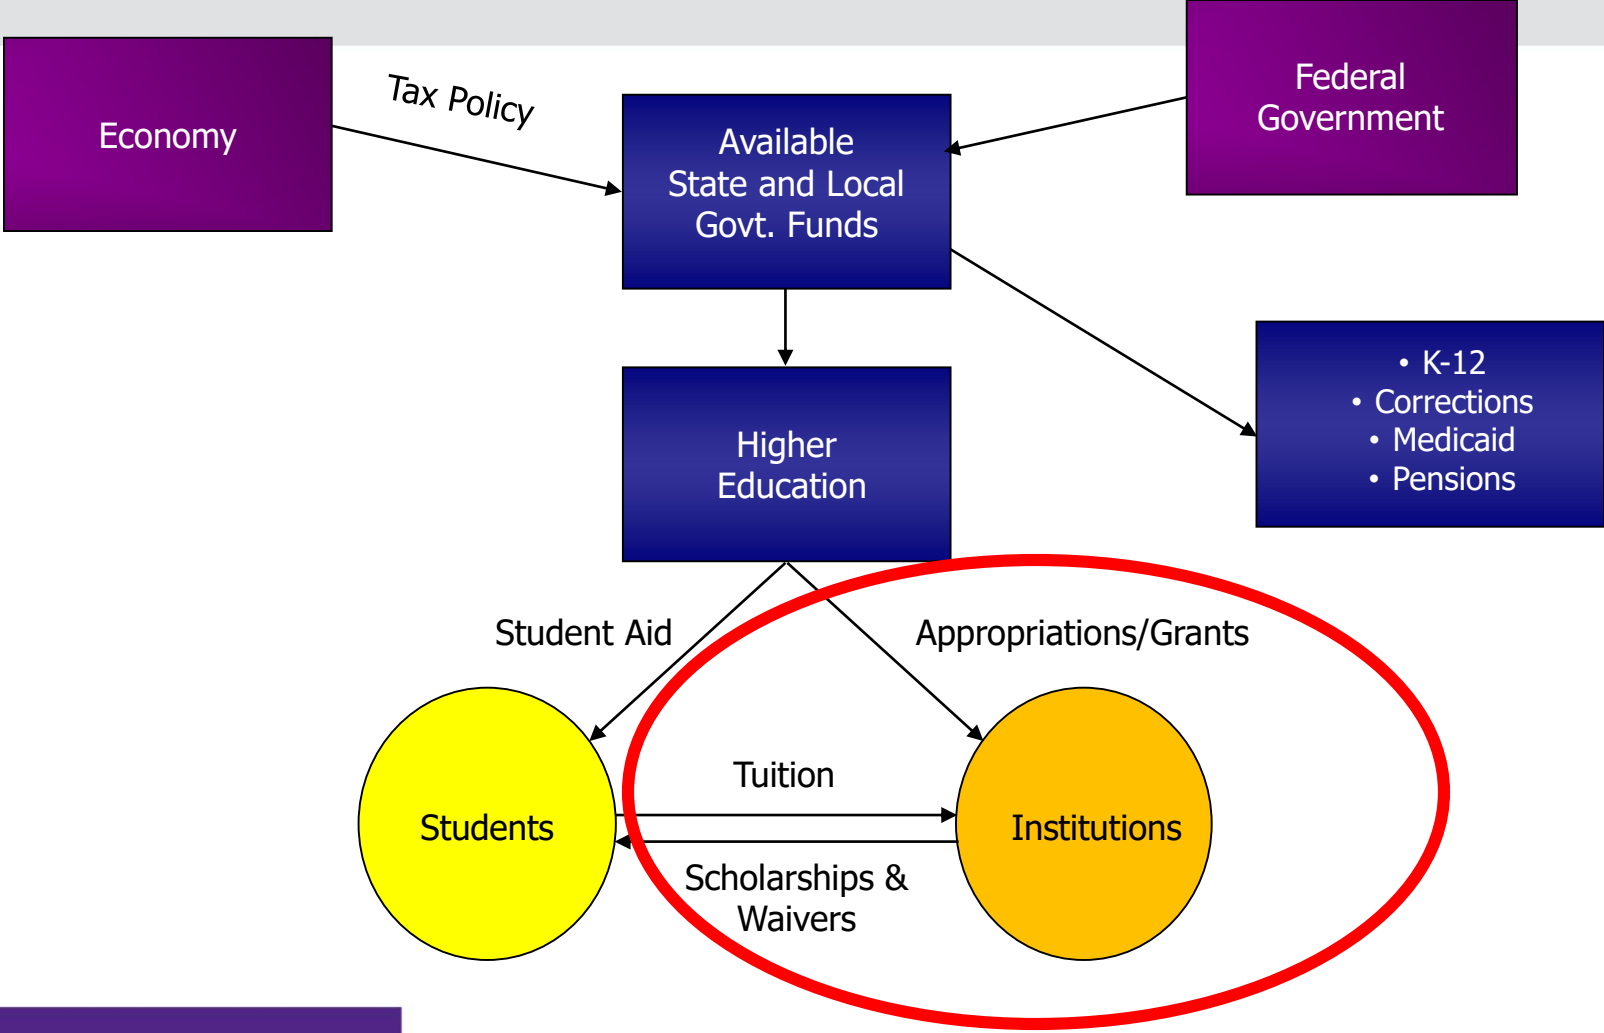 Economy
Tax Policy
Available
State and Local
Govt. Funds
Federal
Government
• K-12
• Corrections
• Medicaid
• Pensions
Higher
Education
Student Aid
Appropriations/Grants
Students
Tuition
Scholarships &
Waivers
Institutions